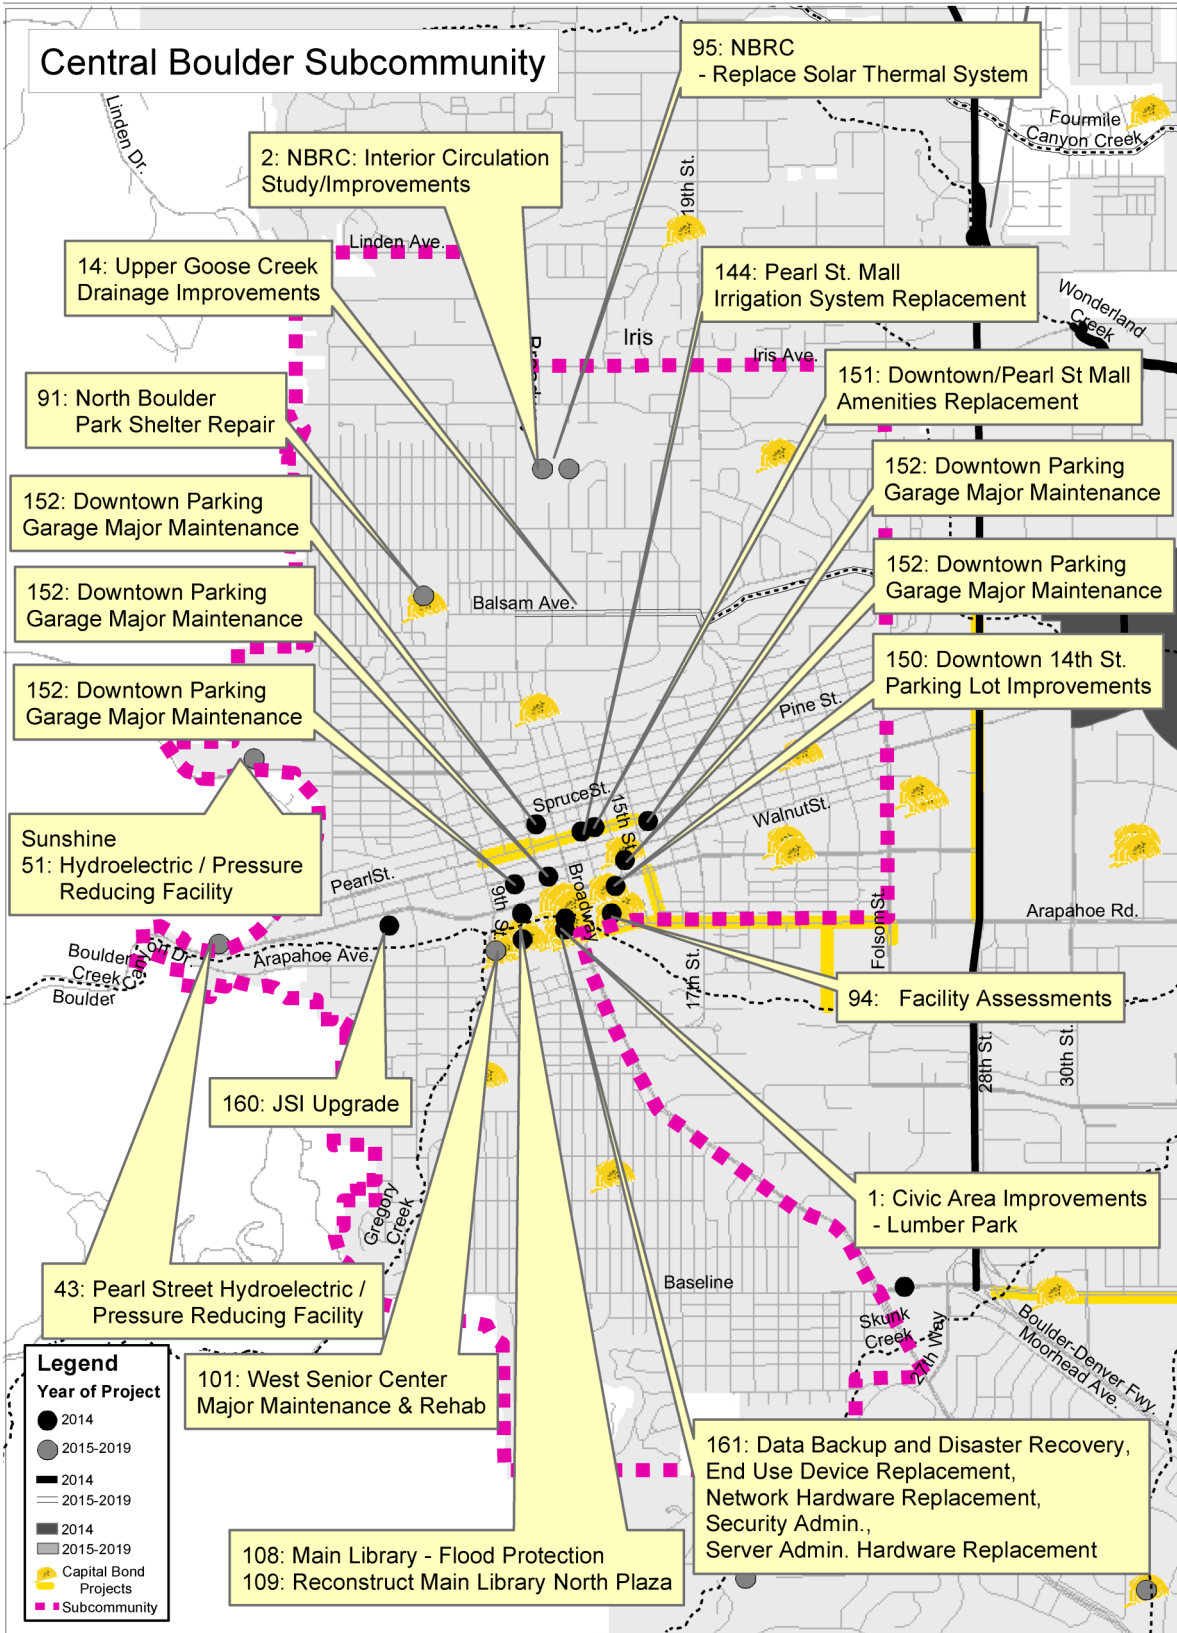 Central Boulder Subcommunity
95: NBRC
- Replace Solar Thermal System
Linden Dr.
Fourmile
Canyon Creek
2: NBRC: Interior Circulation
Study/Improvements
19th St.
Linden Ave.
14: Upper Goose Creek
Drainage Improvements
144: Pearl St. Mall
Irrigation System Replacement
Wonderland
Creek
Iris
Iris Ave.
151: Downtown/Pearl St Mall
Amenities Replacement
91: North Boulder
Park Shelter Repair
152: Downtown Parking
Garage Major Maintenance
152: Downtown Parking
Garage Major Maintenance
152: Downtown Parking
Garage Major Maintenance
152: Downtown Parking
Garage Major Maintenance
Balsam Ave.
150: Downtown 14th St.
Parking Lot Improvements
152: Downtown Parking
Garage Major Maintenance
Pine St.
Spruce St.
15th St.
Walnut St.
Sunshine
51: Hydroelectric / Pressure
Reducing Facility
Pearl St.
9th St.
Broadway
Folsom St.
Arapahoe Rd.
Boulder
Creek
Canyon Dr.
Boulder
Arapahoe Ave.
17th St.
94: Facility Assessments
28th St.
30th St.
160: JSI Upgrade
Gregory
Creek
1: Civic Area Improvements
- Lumber Park
43: Pearl Street Hydroelectric /
Pressure Reducing Facility
Baseline
Skunk
Creek
27th Way
Boulder-Denver Fwy.
Moorhead Ave.
101: West Senior Center
Major Maintenance & Rehab
161: Data Backup and Disaster Recovery,
End Use Device Replacement,
Network Hardware Replacement,
Security Admin.,
Server Admin. Hardware Replacement
108: Main Library - Flood Protection
109: Reconstruct Main Library North Plaza
Legend
Year of Project
2014
2015-2019
2014
2015-2019
2014
2015-2019
Capital Bond
Projects
Subcommunity